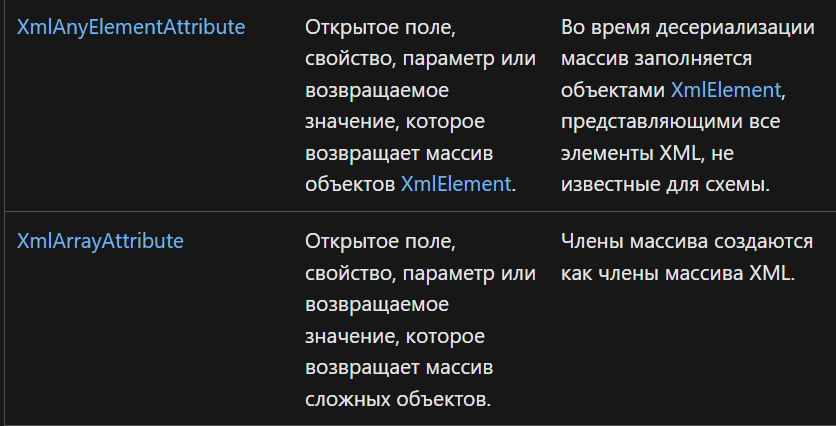 XmlAnyElementAttribute
Открытое поле,
свойство, параметр или
возвращаемое
значение, которое
возвращает массив
объектов XmlElement.
Во время десериализации
массив заполняется
объектами XmlElement,
представляющими все
элементы XML, не
известные для схемы.
XmlArrayAttribute
Открытое поле,
свойство, параметр или
возвращаемое
значение, которое
возвращает массив
сложных объектов.
Члены массива создаются
как члены массива XML.